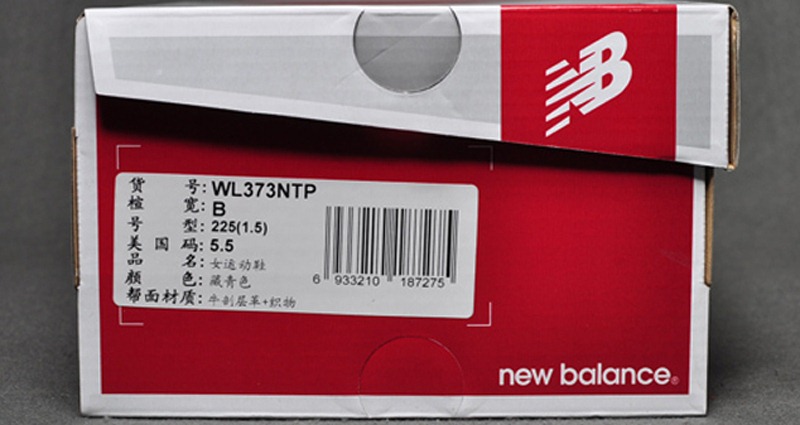 NB
货号: WL373NTP
楦宽: B
号型: 225(1.5)
美国码: 5.5
品名: 女运动鞋
颜色: 藏青色
帮面材质: 牛剖层革+织物
6 933210 187275
new balance®